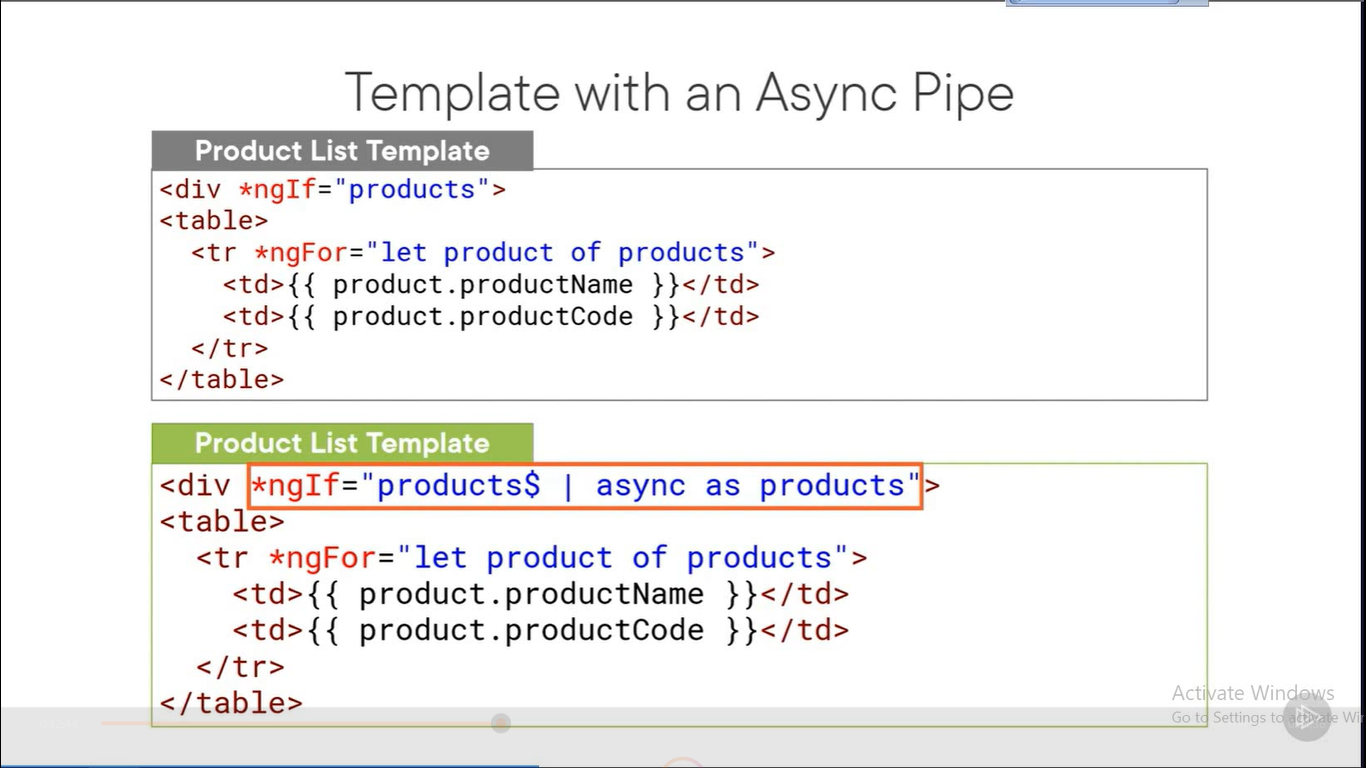 Template with an Async Pipe
Product List Template
<div *ngIf="products">
<table>
  <tr *ngFor="let product of products">
    <td>{{ product.productName }}</td>
    <td>{{ product.productCode }}</td>
  </tr>
</table>
Product List Template
<div *ngIf="products$ | async as products">
<table>
  <tr *ngFor="let product of products">
    <td>{{ product.productName }}</td>
    <td>{{ product.productCode }}</td>
  </tr>
</table>
Activate Windows
Go to Settings to activate Wi